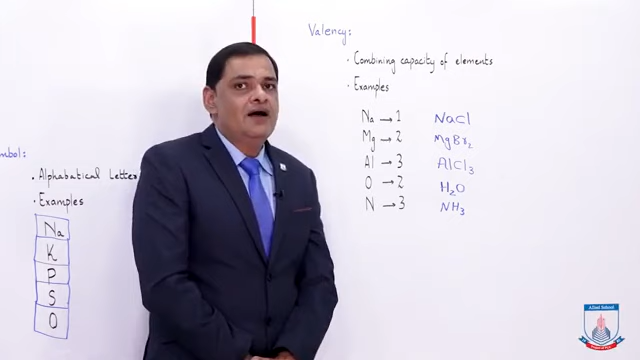 mbol:
. Alphabatical Letter
. Examples
Na
K
P
S
O
Valency:
. Combining capacity of elements
. Examples
Na → 1 NaCl
Mg → 2 MgBr₂
Al → 3 AlCl₃
O → 2 H₂O
N → 3 NH₃
Allied School